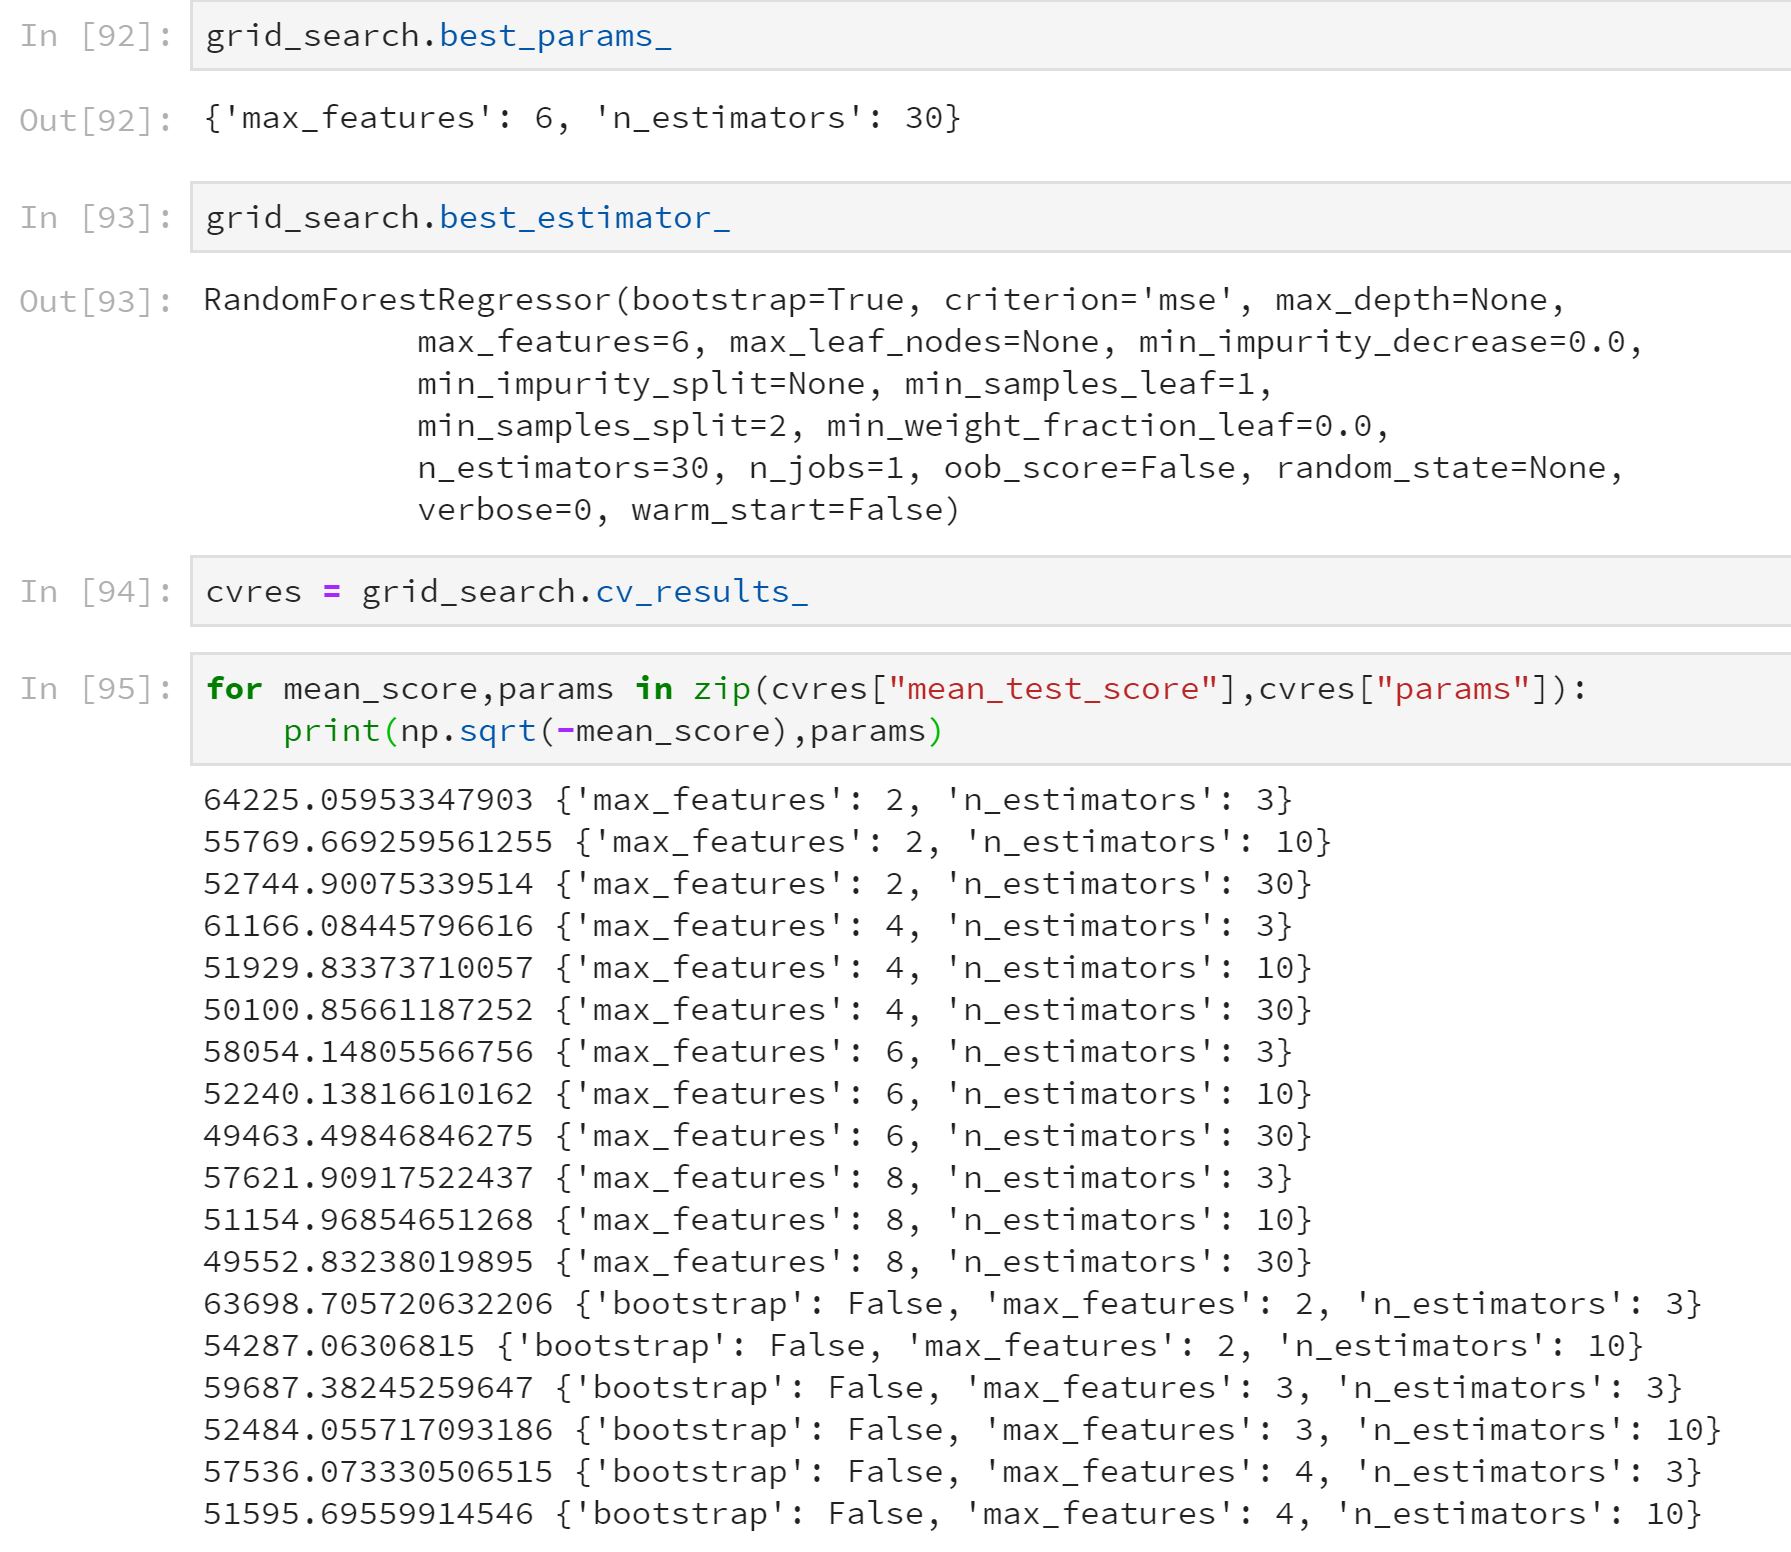 In [92]: grid_search.best_params_
Out[92]: {'max_features': 6, 'n_estimators': 30}
In [93]: grid_search.best_estimator_
Out[93]: RandomForestRegressor(bootstrap=True, criterion='mse', max_depth=None,
max_features=6, max_leaf_nodes=None, min_impurity_decrease=0.0,
min_impurity_split=None, min_samples_leaf=1,
min_samples_split=2, min_weight_fraction_leaf=0.0,
n_estimators=30, n_jobs=1, oob_score=False, random_state=None,
verbose=0, warm_start=False)
In [94]: cvres = grid_search.cv_results_
In [95]: for mean_score,params in zip(cvres["mean_test_score"],cvres["params"]):
print(np.sqrt(-mean_score),params)
64225.05953347903 {'max_features': 2, 'n_estimators': 3}
55769.669259561255 {'max_features': 2, 'n_estimators': 10}
52744.90075339514 {'max_features': 2, 'n_estimators': 30}
61166.08445796616 {'max_features': 4, 'n_estimators': 3}
51929.83373710057 {'max_features': 4, 'n_estimators': 10}
50100.85661187252 {'max_features': 4, 'n_estimators': 30}
58054.14805566756 {'max_features': 6, 'n_estimators': 3}
52240.13816610162 {'max_features': 6, 'n_estimators': 10}
49463.49846846275 {'max_features': 6, 'n_estimators': 30}
57621.90917522437 {'max_features': 8, 'n_estimators': 3}
51154.96854651268 {'max_features': 8, 'n_estimators': 10}
49552.83238019895 {'max_features': 8, 'n_estimators': 30}
63698.705720632206 {'bootstrap': False, 'max_features': 2, 'n_estimators': 3}
54287.06306815 {'bootstrap': False, 'max_features': 2, 'n_estimators': 10}
59687.38245259647 {'bootstrap': False, 'max_features': 3, 'n_estimators': 3}
52484.055717093186 {'bootstrap': False, 'max_features': 3, 'n_estimators': 10}
57536.073330506515 {'bootstrap': False, 'max_features': 4, 'n_estimators': 3}
51595.69559914546 {'bootstrap': False, 'max_features': 4, 'n_estimators': 10}